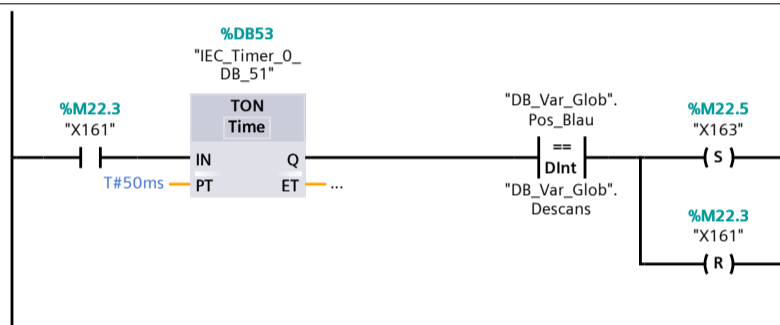 %DB53
"IEC_Timer_0_
DB_51"
%M22.3
"X161"
TON
Time
IN
Q
T#50ms
PT
ET
...
"DB_Var_Glob".
Pos_Blau
==
DInt
"DB_Var_Glob".
Descans
%M22.5
"X163"
S
%M22.3
"X161"
R